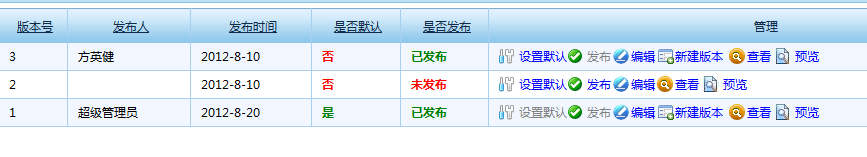 版本号 发布人 发布时间 是否默认 是否发布 管理
3 方英健 2012-8-10 否 已发布 设置默认 发布 编辑 新建版本 查看 预览
2 2012-8-10 否 未发布 设置默认 发布 编辑 查看 预览
1 超级管理员 2012-8-20 是 已发布 设置默认 发布 编辑 新建版本 查看 预览